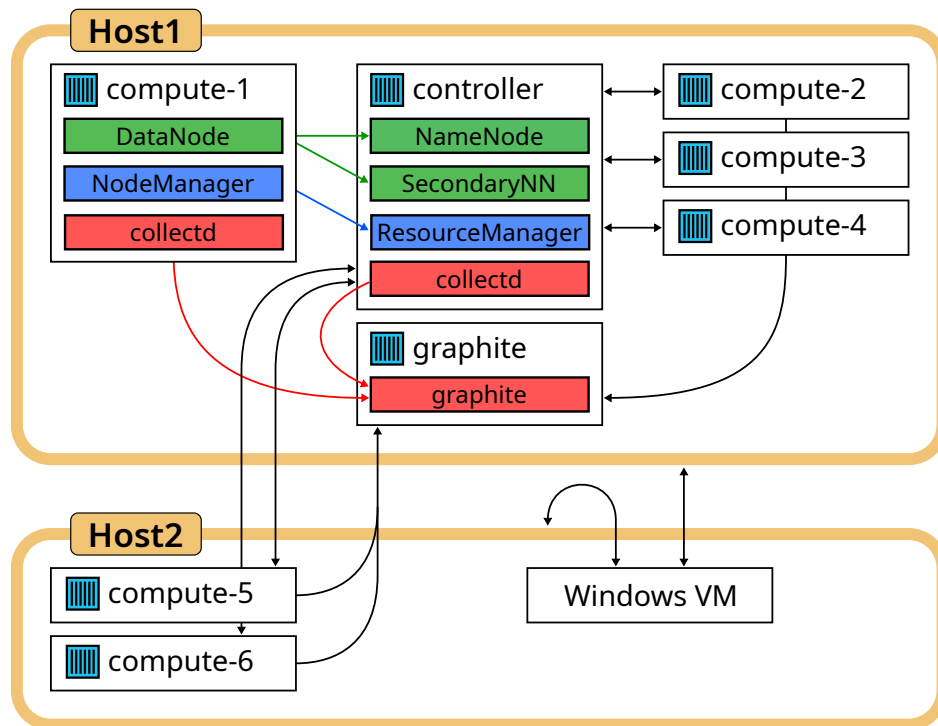 Host1
compute-1
DataNode
NodeManager
collectd
controller
NameNode
SecondaryNN
ResourceManager
collectd
graphite
graphite
compute-2
compute-3
compute-4
Host2
compute-5
compute-6
Windows VM